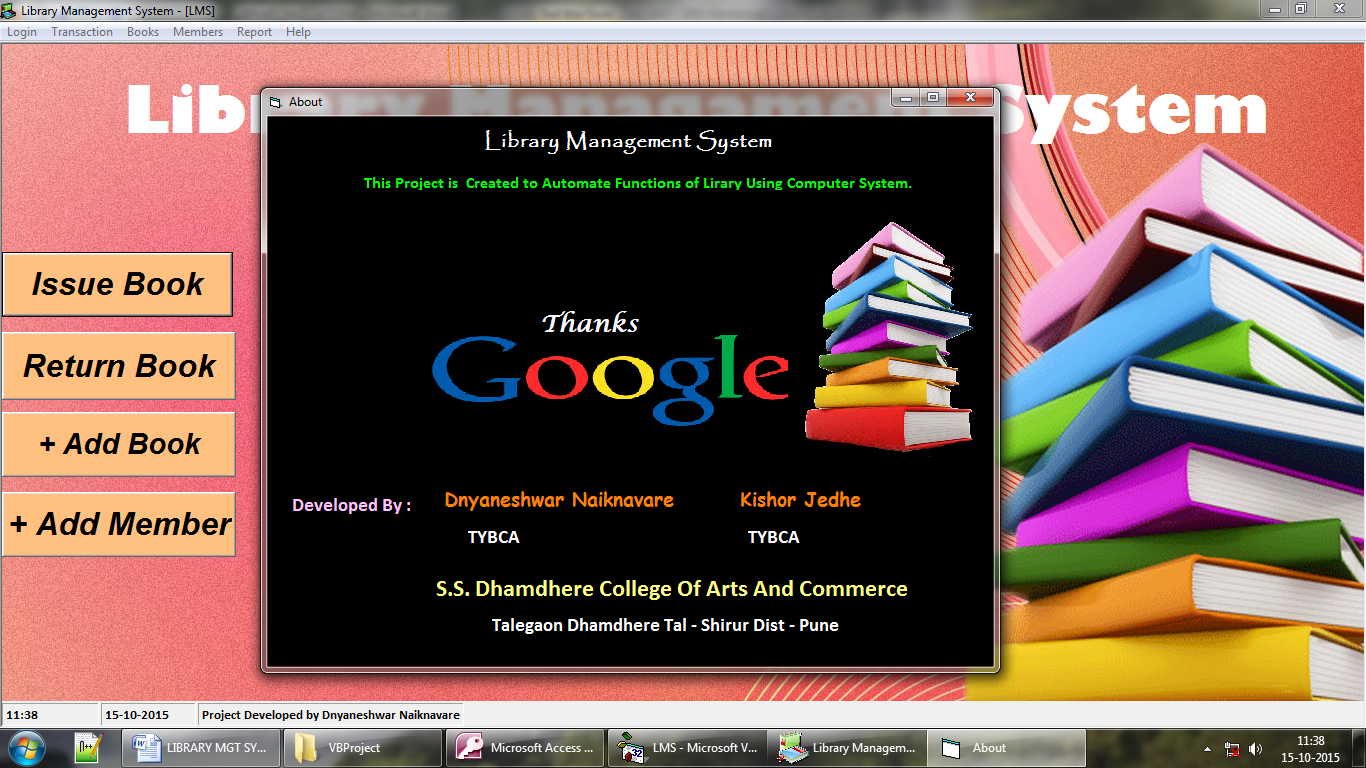 Library Management System - [LMS]
Login Transaction Books Members Report Help
Library Managament System
About
Library Management System
This Project is Created to Automate Functions of Lirary Using Computer System.
Issue Book
Return Book
+ Add Book
+ Add Member
Thanks
Google
Developed By : Dnyaneshwar Naiknavare Kishor Jedhe
TYBCA TYBCA
S.S. Dhamdhere College Of Arts And Commerce
Talegaon Dhamdhere Tal - Shirur Dist - Pune
11:38 15-10-2015 Project Developed by Dnyaneshwar Naiknavare
LIBRARY MGT SY... VBProject Microsoft Access ... LMS - Microsoft V... Library Managem... About 11:38
15-10-2015